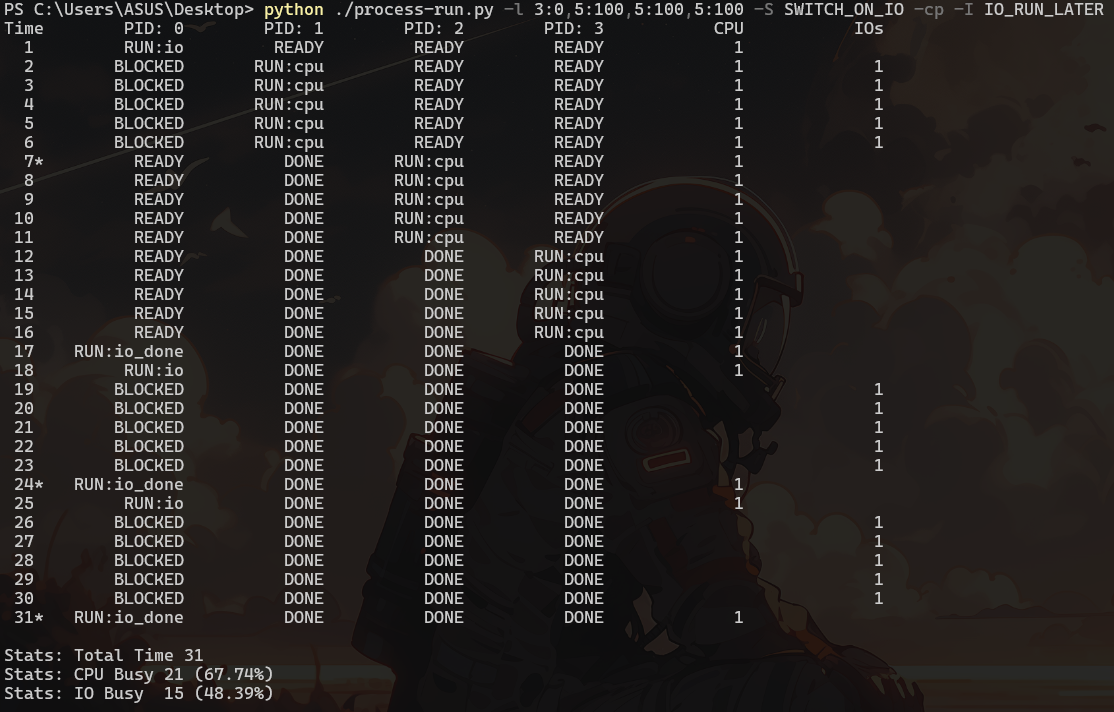 PS C:\Users\ASUS\Desktop> python ./process-run.py -l 3:0,5:100,5:100,5:100 -S SWITCH_ON_IO -cp -I IO_RUN_LATER
Time        PID: 0        PID: 1        PID: 2        PID: 3           CPU           IOs
  1         RUN:io         READY         READY         READY             1
  2        BLOCKED       RUN:cpu         READY         READY             1             1
  3        BLOCKED       RUN:cpu         READY         READY             1             1
  4        BLOCKED       RUN:cpu         READY         READY             1             1
  5        BLOCKED       RUN:cpu         READY         READY             1             1
  6        BLOCKED       RUN:cpu         READY         READY             1             1
  7*         READY          DONE       RUN:cpu         READY             1
  8          READY          DONE       RUN:cpu         READY             1
  9          READY          DONE       RUN:cpu         READY             1
 10          READY          DONE       RUN:cpu         READY             1
 11          READY          DONE       RUN:cpu         READY             1
 12          READY          DONE          DONE       RUN:cpu             1
 13          READY          DONE          DONE       RUN:cpu             1
 14          READY          DONE          DONE       RUN:cpu             1
 15          READY          DONE          DONE       RUN:cpu             1
 16          READY          DONE          DONE       RUN:cpu             1
 17    RUN:io_done          DONE          DONE          DONE             1
 18         RUN:io          DONE          DONE          DONE             1
 19        BLOCKED          DONE          DONE          DONE                           1
 20        BLOCKED          DONE          DONE          DONE                           1
 21        BLOCKED          DONE          DONE          DONE                           1
 22        BLOCKED          DONE          DONE          DONE                           1
 23        BLOCKED          DONE          DONE          DONE                           1
 24*   RUN:io_done          DONE          DONE          DONE             1
 25         RUN:io          DONE          DONE          DONE             1
 26        BLOCKED          DONE          DONE          DONE                           1
 27        BLOCKED          DONE          DONE          DONE                           1
 28        BLOCKED          DONE          DONE          DONE                           1
 29        BLOCKED          DONE          DONE          DONE                           1
 30        BLOCKED          DONE          DONE          DONE                           1
 31*   RUN:io_done          DONE          DONE          DONE             1
Stats: Total Time 31
Stats: CPU Busy 21 (67.74%)
Stats: IO Busy  15 (48.39%)